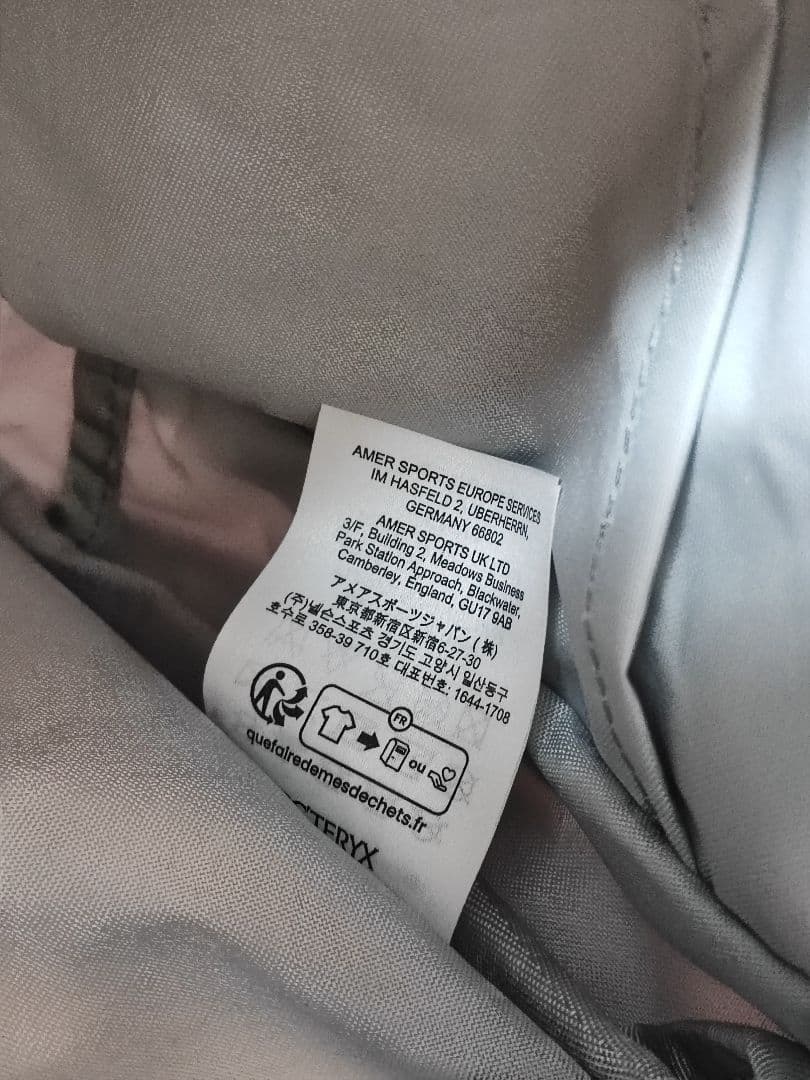 AMER SPORTS EUROPE SERVICES
IM HASFELD 2, UBERHERRN,
GERMANY 66802
AMER SPORTS UK LTD
3/F, Building 2, Meadows Business
Park Station Approach, Blackwater,
Camberley, England, GU17 9AB
アメアスポーツジャパン(株)
東京都新宿区新宿6-27-30
(주)넬슨스포츠 경기도 고양시 일산동구
호수로 358-39 710호 대표번호: 1644-1708
FR
ou
quefairedemesdechets.fr
C'TERYX